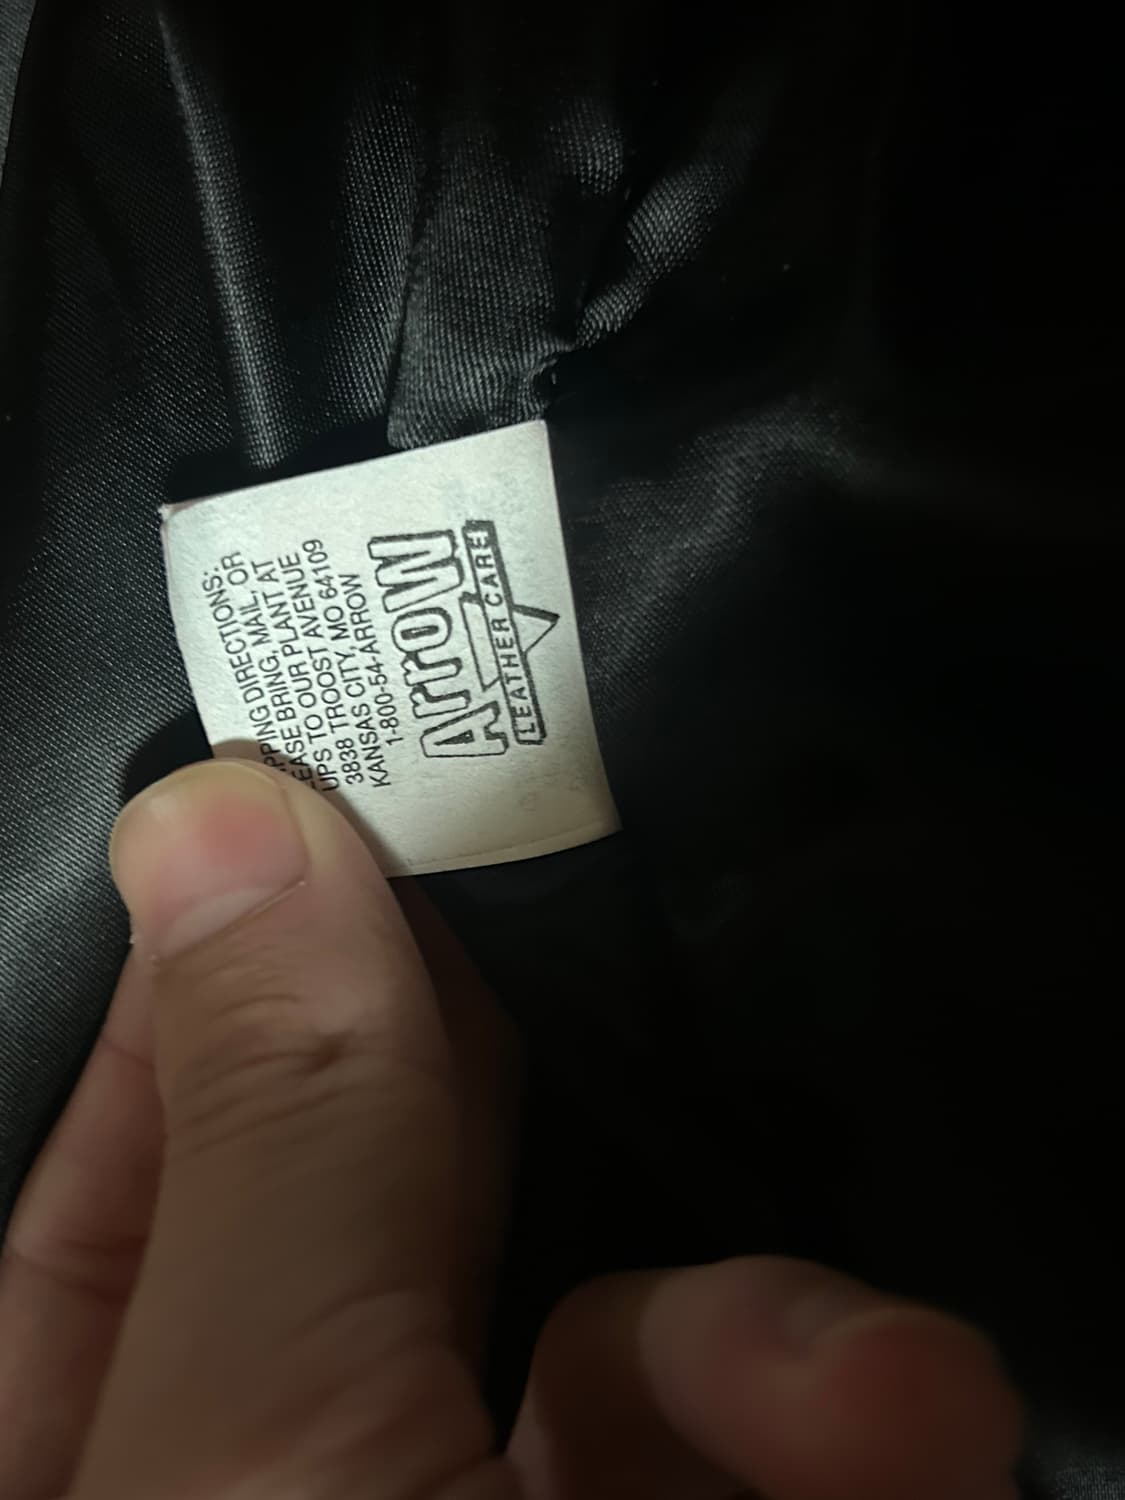 PING DIRECTIONS:
EASE BRING, MAIL, OR
UPS TO OUR PLANT AT
3838 TROOST AVENUE
KANSAS CITY, MO 64109
1-800-54-ARROW
Arrow
LEATHER CARE